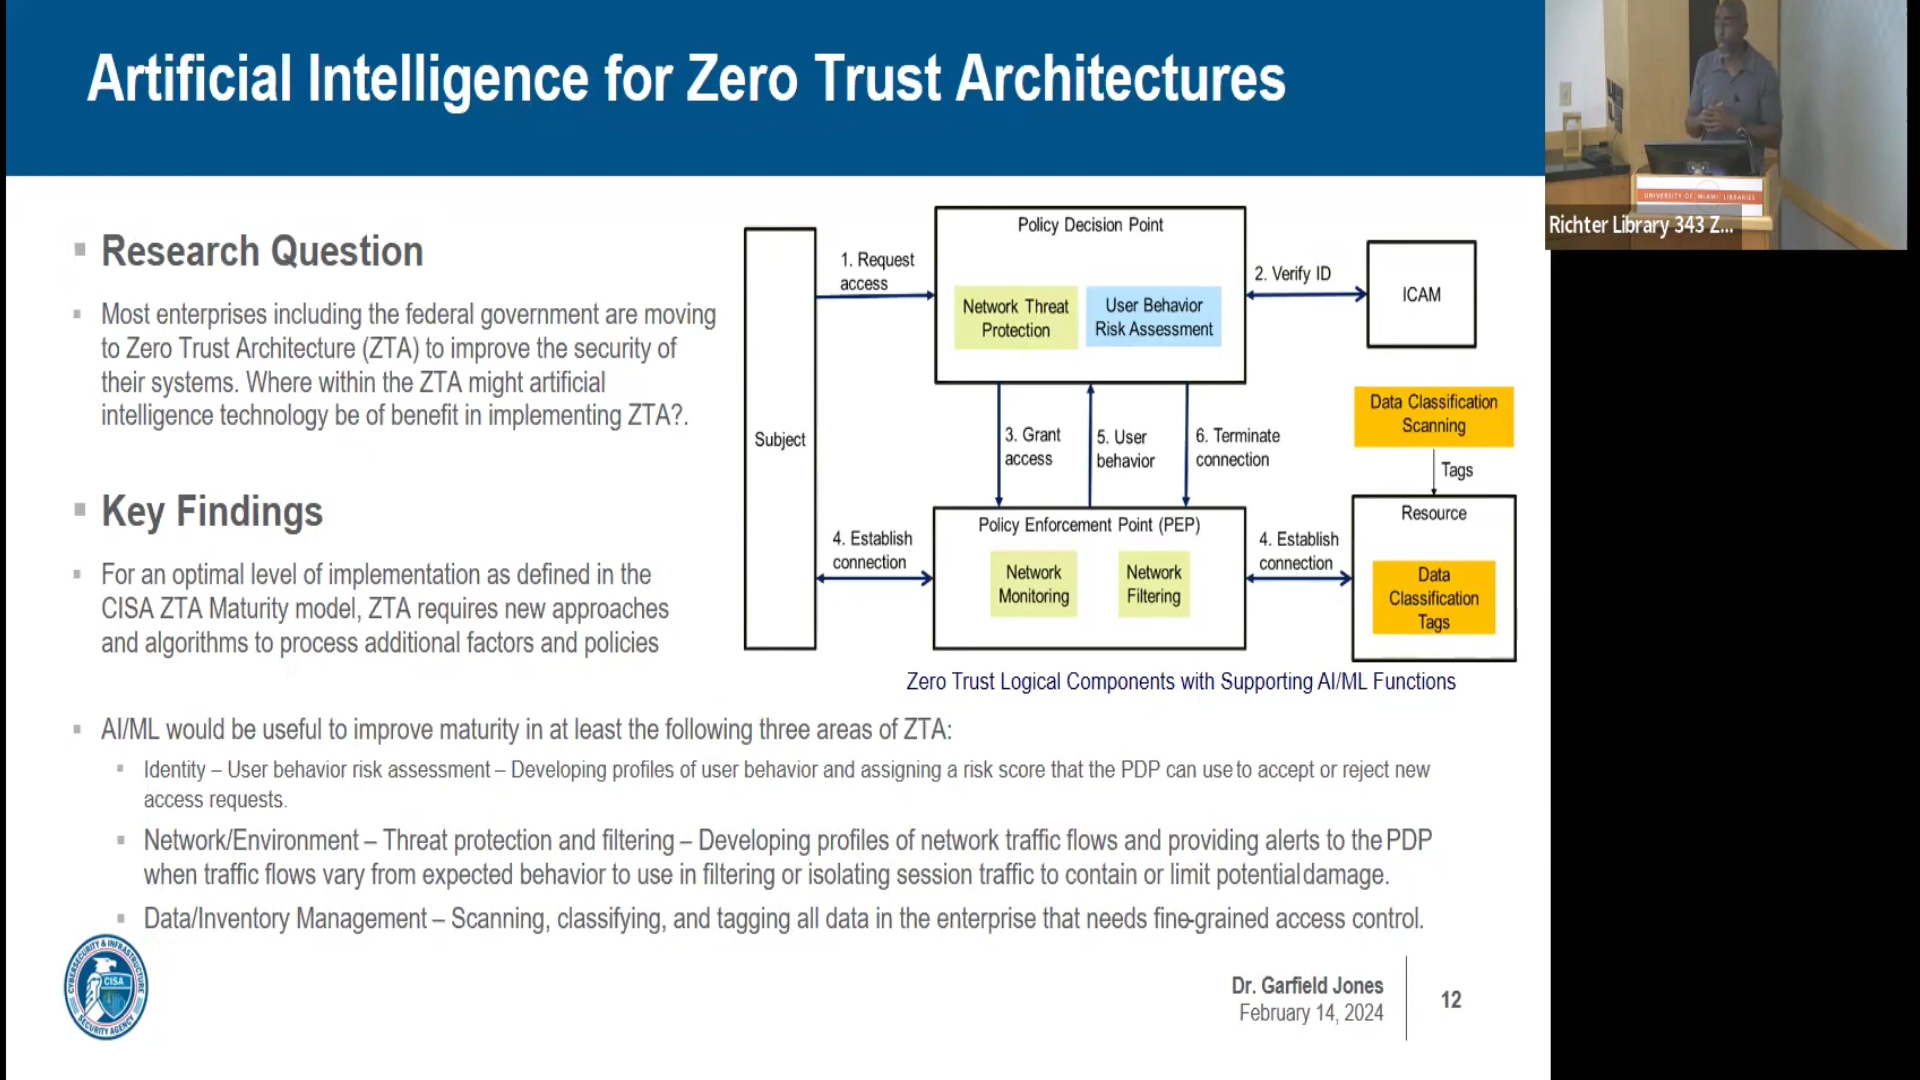 Artificial Intelligence for Zero Trust Architectures
Research Question
Most enterprises including the federal government are moving
to Zero Trust Architecture (ZTA) to improve the security of
their systems. Where within the ZTA might artificial
intelligence technology be of benefit in implementing ZTA?.
Key Findings
For an optimal level of implementation as defined in the
CISA ZTA Maturity model, ZTA requires new approaches
and algorithms to process additional factors and policies
AI/ML would be useful to improve maturity in at least the following three areas of ZTA:
Identity – User behavior risk assessment – Developing profiles of user behavior and assigning a risk score that the PDP can use to accept or reject new
access requests.
Network/Environment – Threat protection and filtering – Developing profiles of network traffic flows and providing alerts to the PDP
when traffic flows vary from expected behavior to use in filtering or isolating session traffic to contain or limit potential damage.
Data/Inventory Management – Scanning, classifying, and tagging all data in the enterprise that needs fine-grained access control.
Subject
1. Request
access
Policy Decision Point
Network Threat
Protection
User Behavior
Risk Assessment
2. Verify ID
ICAM
3. Grant
access
5. User
behavior
6. Terminate
connection
Data Classification
Scanning
Tags
4. Establish
connection
Policy Enforcement Point (PEP)
Network
Monitoring
Network
Filtering
4. Establish
connection
Resource
Data
Classification
Tags
Zero Trust Logical Components with Supporting AI/ML Functions
CYBERSECURITY & INFRASTRUCTURE
CISA
SECURITY AGENCY
Dr. Garfield Jones
February 14, 2024
12
UNIVERSITY OF MIAMI LIBRARIES
Richter Library 343 Z...